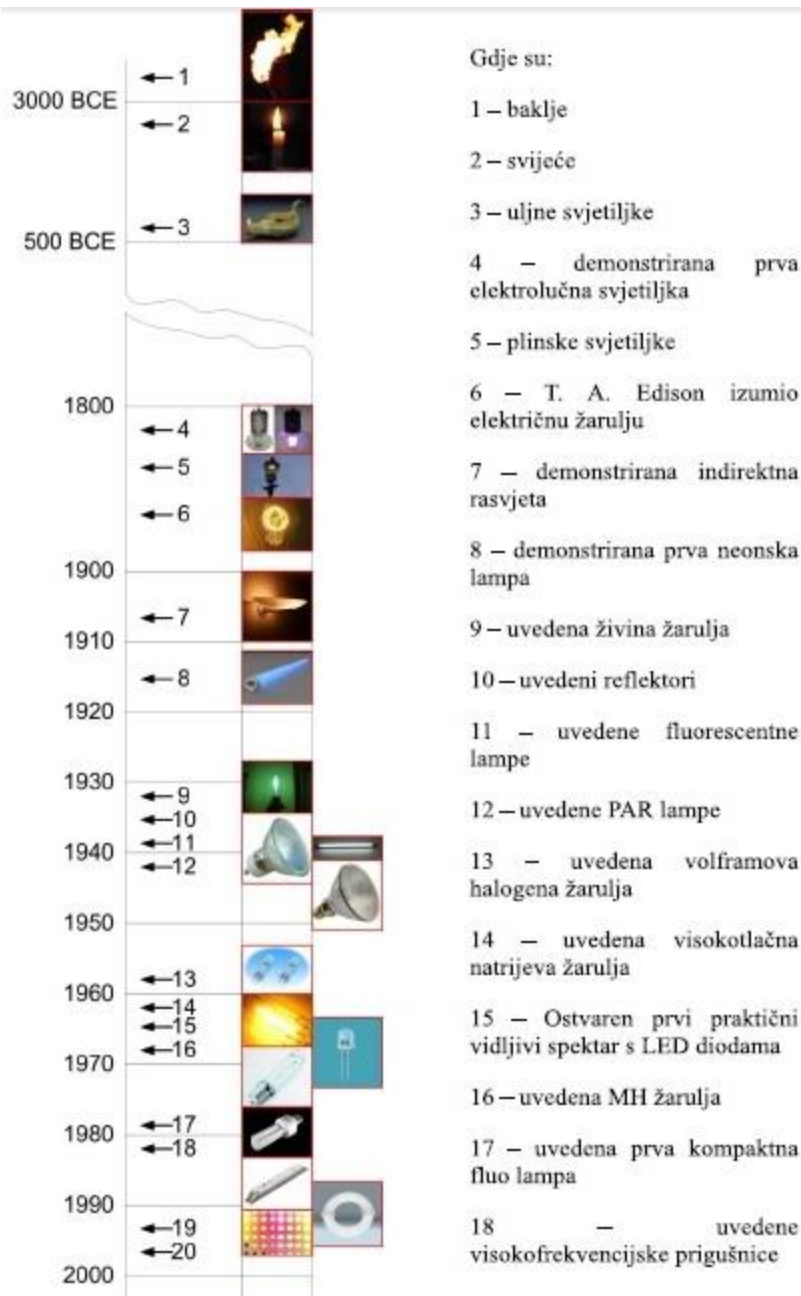 3000 BCE
500 BCE
1800
1900
1910
1920
1930
1940
1950
1960
1970
1980
1990
2000
1
2
3
4
5
6
7
8
9
10
11
12
13
14
15
16
17
18
19
20
Gdje su:
1 – baklje
2 – svijeće
3 – uljne svjetiljke
4 – demonstrirana prva
elektrolučna svjetiljka
5 – plinske svjetiljke
6 – T. A. Edison izumio
električnu žarulju
7 – demonstrirana indirektna
rasvjeta
8 – demonstrirana prva neonska
lampa
9 – uvedena živina žarulja
10 – uvedeni reflektori
11 – uvedene fluorescentne
lampe
12 – uvedene PAR lampe
13 – uvedena volframova
halogena žarulja
14 – uvedena visokotlačna
natrijeva žarulja
15 – Ostvaren prvi praktični
vidljivi spektar s LED diodama
16 – uvedena MH žarulja
17 – uvedena prva kompaktna
fluo lampa
18 – uvedene
visokofrekvencijske prigušnice